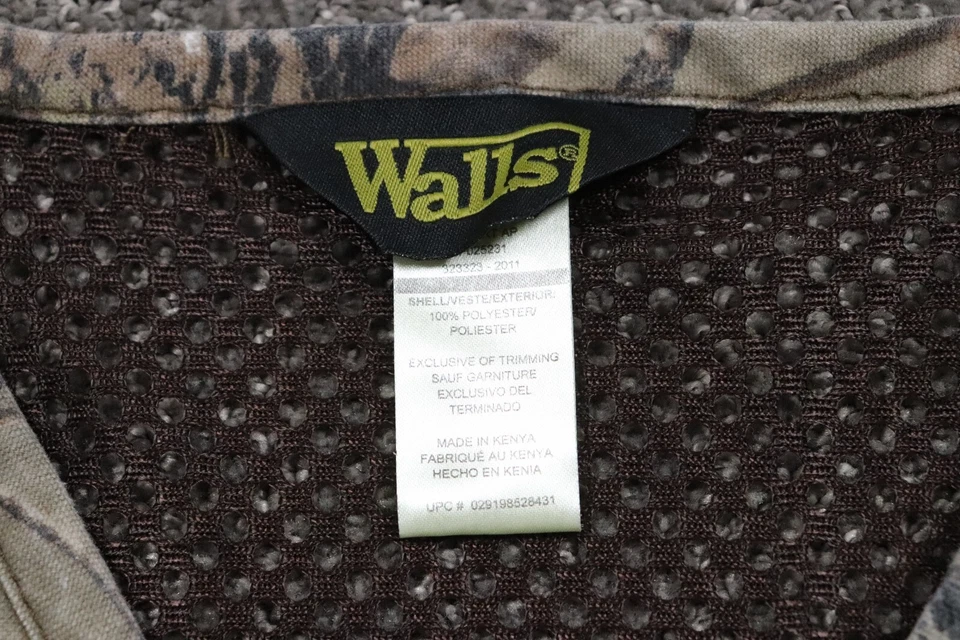 Walls®
AP
323323 - 2011
SHELL/VESTE/EXTERIOR:
100% POLYESTER/
POLIESTER
EXCLUSIVE OF TRIMMING
SAUF GARNITURE
EXCLUSIVO DEL
TERMINADO
MADE IN KENYA
FABRIQUÉ AU KENYA
HECHO EN KENIA
UPC # 029198528431